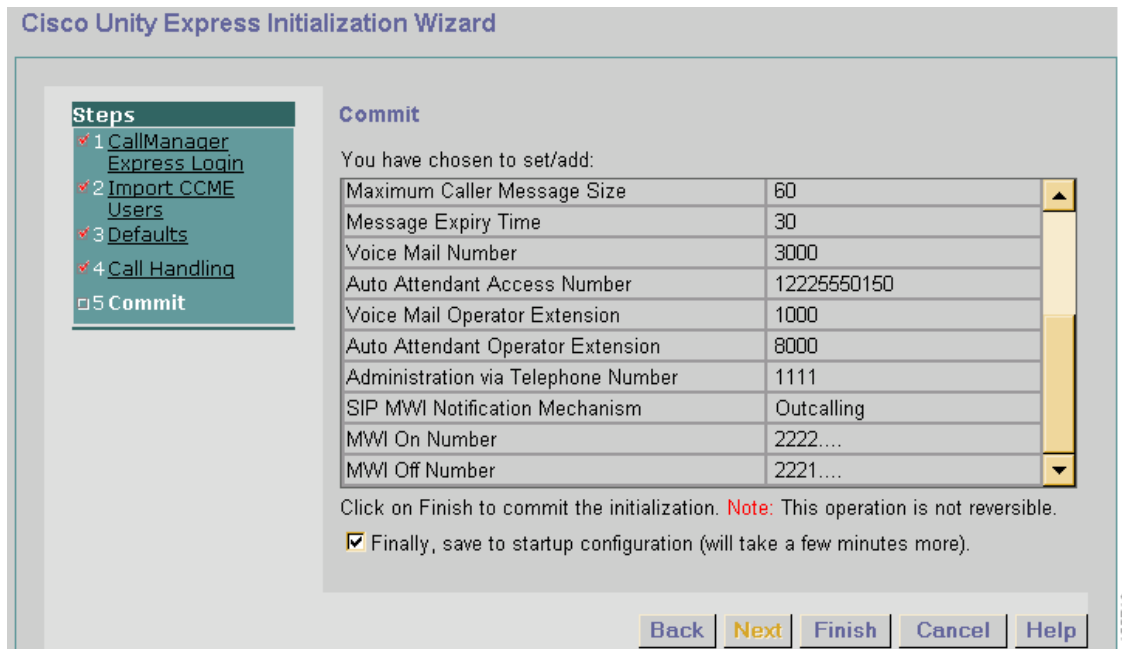 Cisco Unity Express Initialization Wizard
Steps
1 CallManager
Express Login
2 Import CCME
Users
3 Defaults
4 Call Handling
5 Commit
Commit
You have chosen to set/add:
Maximum Caller Message Size 60
Message Expiry Time 30
Voice Mail Number 3000
Auto Attendant Access Number 12225550150
Voice Mail Operator Extension 1000
Auto Attendant Operator Extension 8000
Administration via Telephone Number 1111
SIP MWI Notification Mechanism Outcalling
MWI On Number 2222....
MWI Off Number 2221....
Click on Finish to commit the initialization. Note: This operation is not reversible.
Finally, save to startup configuration (will take a few minutes more).
Back Next Finish Cancel Help